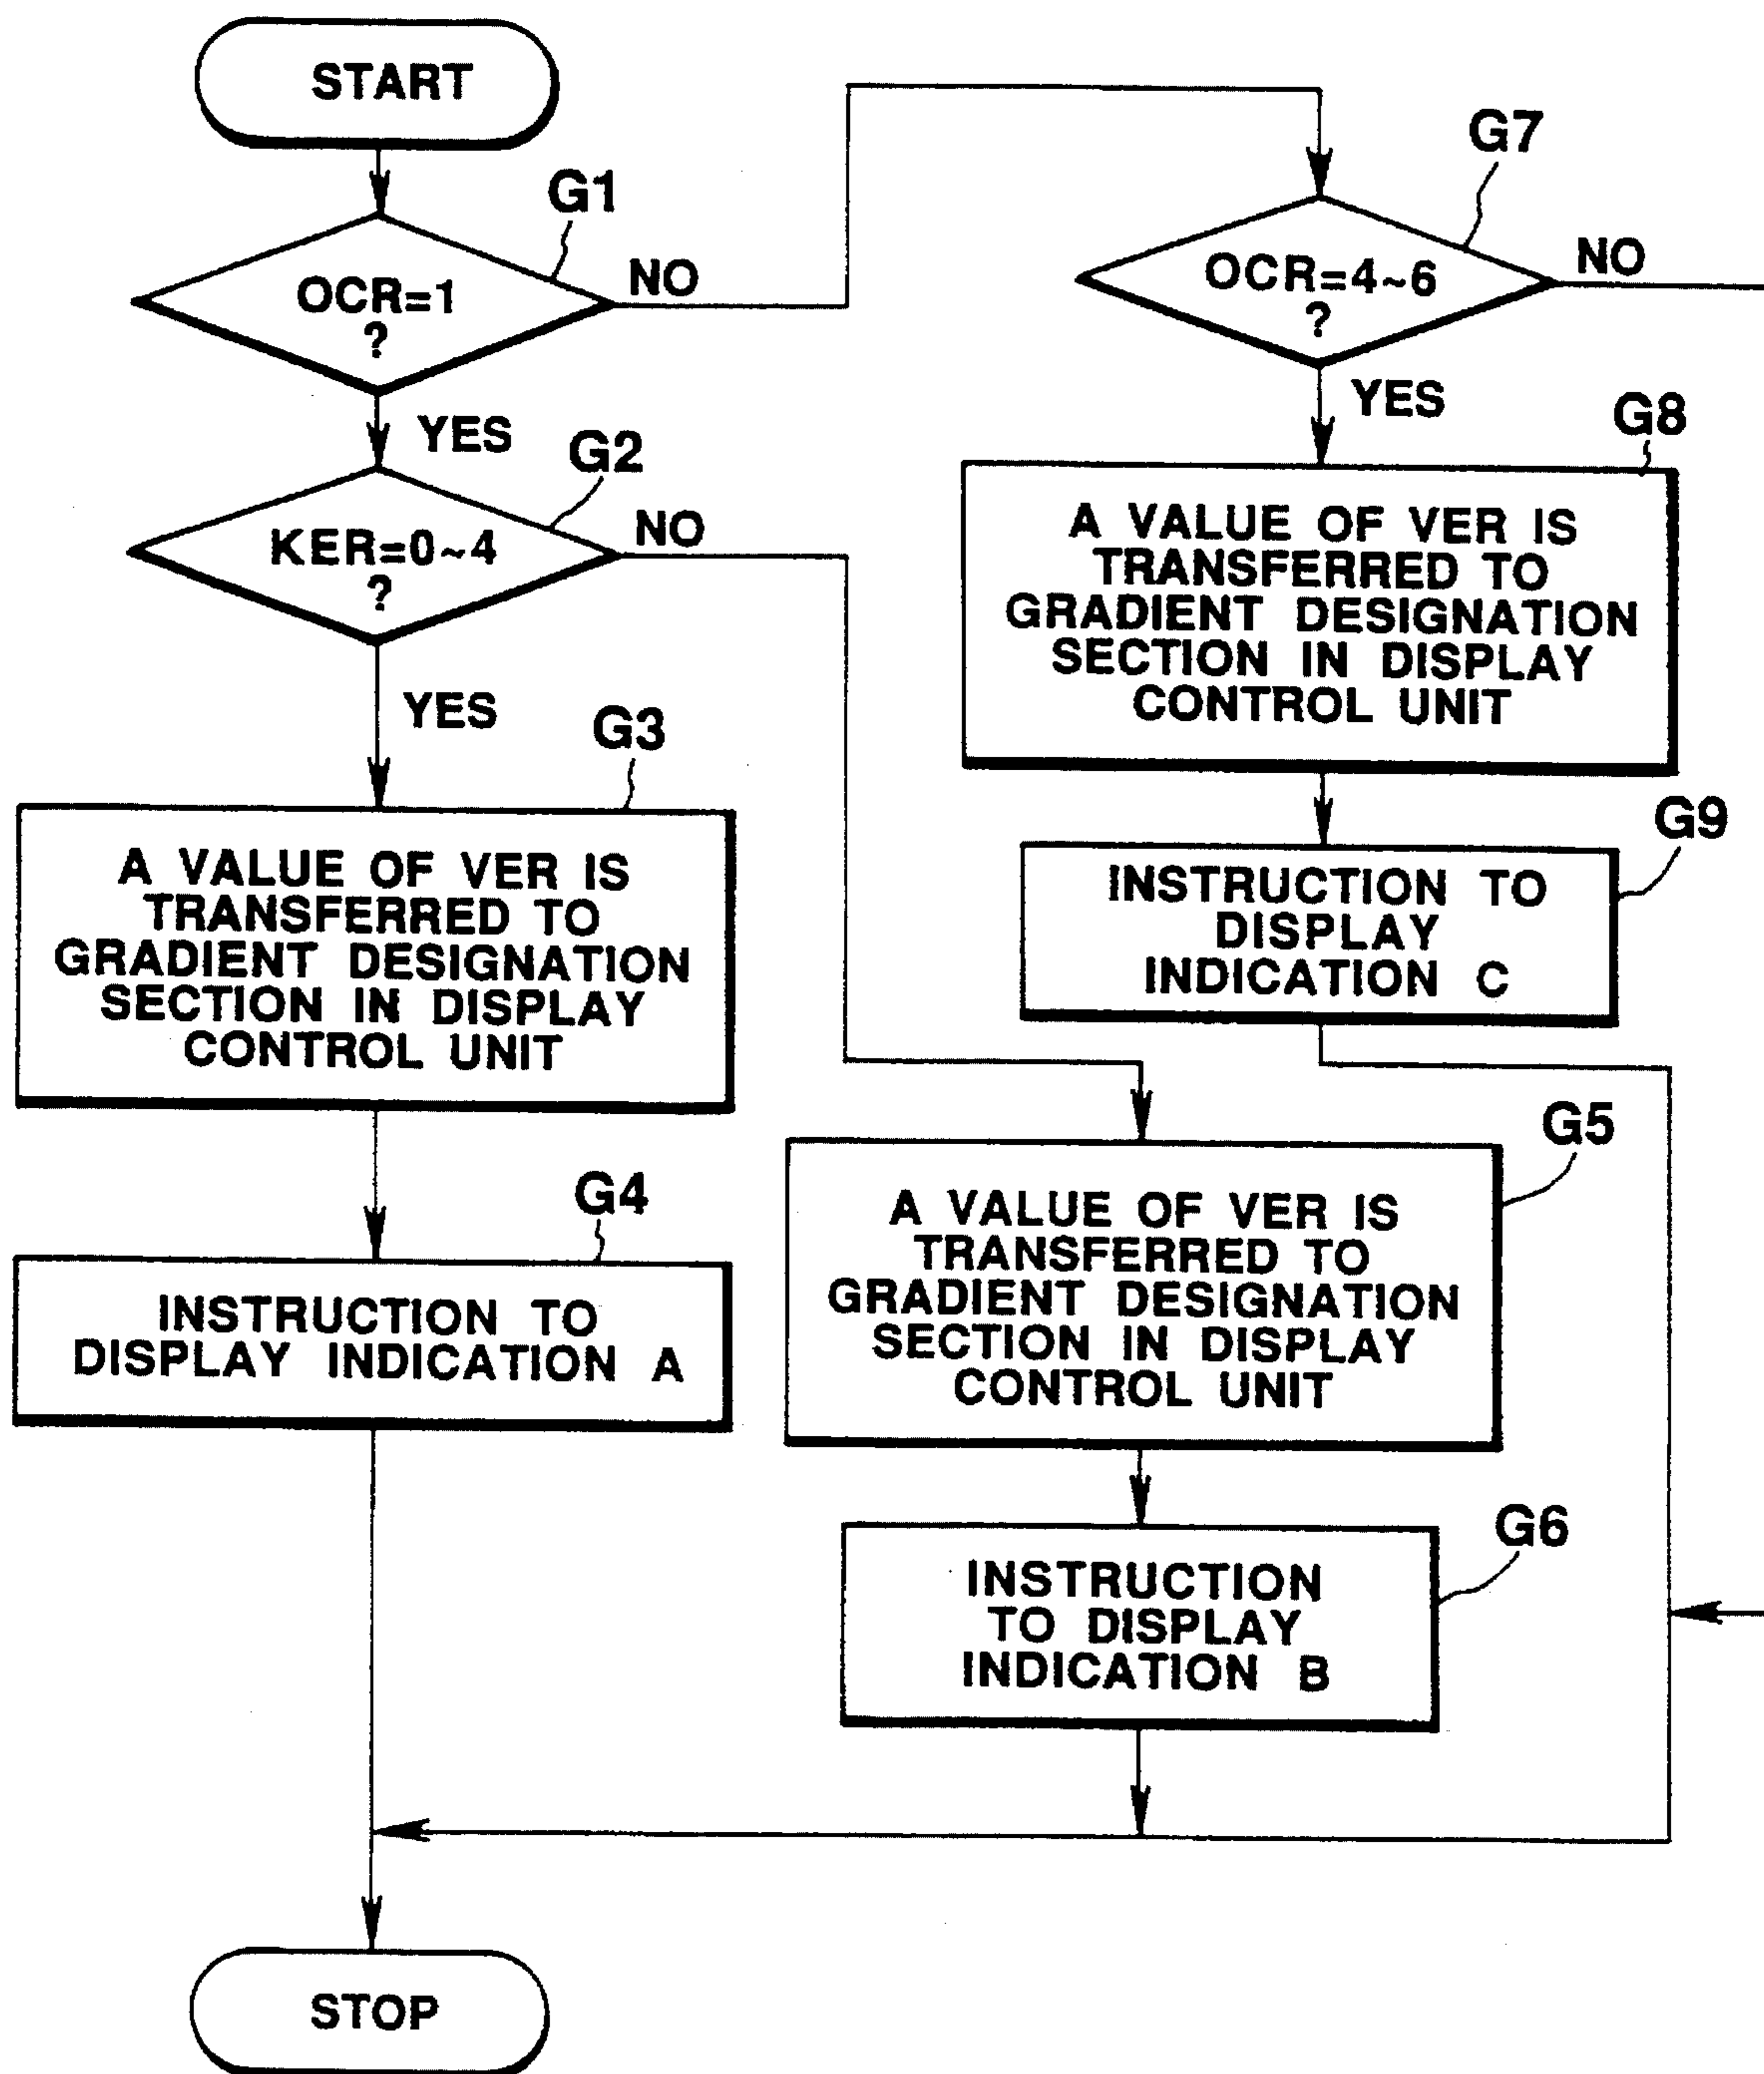 START
G1
OCR=1
?
NO
YES
G2
KER=0~4
?
NO
YES
G3
A VALUE OF VER IS
TRANSFERRED TO
GRADIENT DESIGNATION
SECTION IN DISPLAY
CONTROL UNIT
G4
INSTRUCTION TO
DISPLAY INDICATION A
G7
OCR=4~6
?
NO
YES
G8
A VALUE OF VER IS
TRANSFERRED TO
GRADIENT DESIGNATION
SECTION IN DISPLAY
CONTROL UNIT
G9
INSTRUCTION TO
DISPLAY
INDICATION C
G5
A VALUE OF VER IS
TRANSFERRED TO
GRADIENT DESIGNATION
SECTION IN DISPLAY
CONTROL UNIT
G6
INSTRUCTION
TO DISPLAY
INDICATION B
STOP